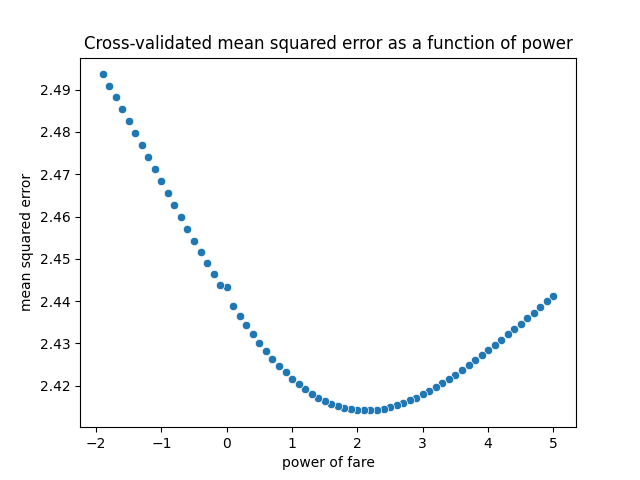 Cross-validated mean squared error as a function of power
mean squared error
2.49
2.48
2.47
2.46
2.45
2.44
2.43
2.42
−2 −1 0 1 2 3 4 5
power of fare